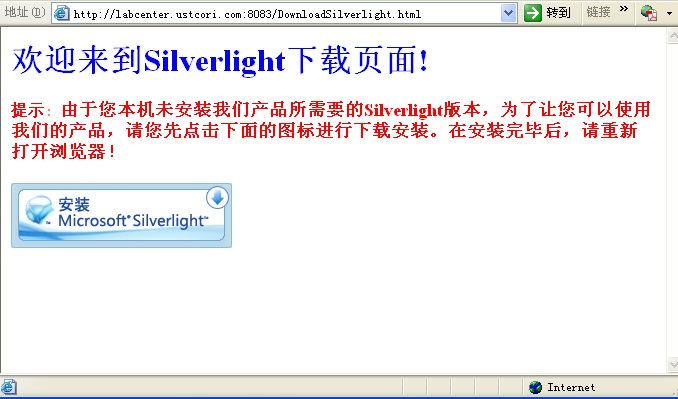 地址(D) http://labcenter.ustcori.com:8083/DownloadSilverlight.html 转到 链接 »
欢迎来到Silverlight下载页面!
提示: 由于您本机未安装我们产品所需要的Silverlight版本，为了让您可以使用
我们的产品，请您先点击下面的图标进行下载安装。在安装完毕后，请重新
打开浏览器！
安装
Microsoft® Silverlight™
Internet